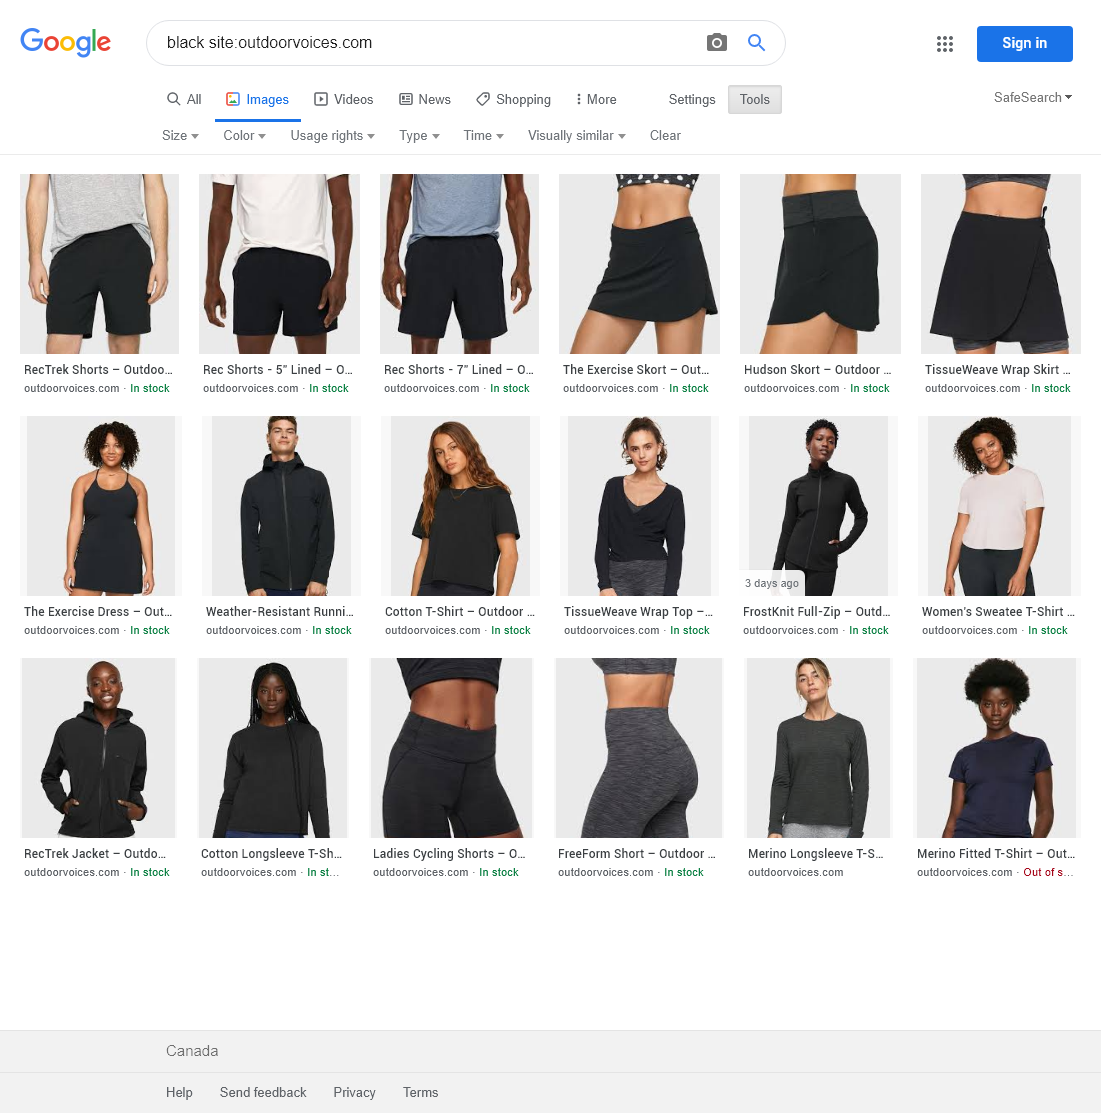 Google
black site:outdoorvoices.com
Sign in
All Images Videos News Shopping More Settings Tools
SafeSearch
Size Color Usage rights Type Time Visually similar Clear
RecTrek Shorts – Outdoo...
outdoorvoices.com · In stock
Rec Shorts - 5" Lined – O...
outdoorvoices.com · In stock
Rec Shorts - 7" Lined – O...
outdoorvoices.com · In stock
The Exercise Skort – Out...
outdoorvoices.com · In stock
Hudson Skort – Outdoor ...
outdoorvoices.com · In stock
TissueWeave Wrap Skirt ...
outdoorvoices.com · In stock
The Exercise Dress – Out...
outdoorvoices.com · In stock
Weather-Resistant Runni...
outdoorvoices.com · In stock
Cotton T-Shirt – Outdoor ...
outdoorvoices.com · In stock
TissueWeave Wrap Top –...
outdoorvoices.com · In stock
3 days ago
FrostKnit Full-Zip – Outd...
outdoorvoices.com · In stock
Women's Sweatee T-Shirt ...
outdoorvoices.com · In stock
RecTrek Jacket – Outdo...
outdoorvoices.com · In stock
Cotton Longsleeve T-Sh...
outdoorvoices.com · In st...
Ladies Cycling Shorts – O...
outdoorvoices.com · In stock
FreeForm Short – Outdoor ...
outdoorvoices.com · In stock
Merino Longsleeve T-S...
outdoorvoices.com
Merino Fitted T-Shirt – Out...
outdoorvoices.com · Out of s...
Canada
Help Send feedback Privacy Terms